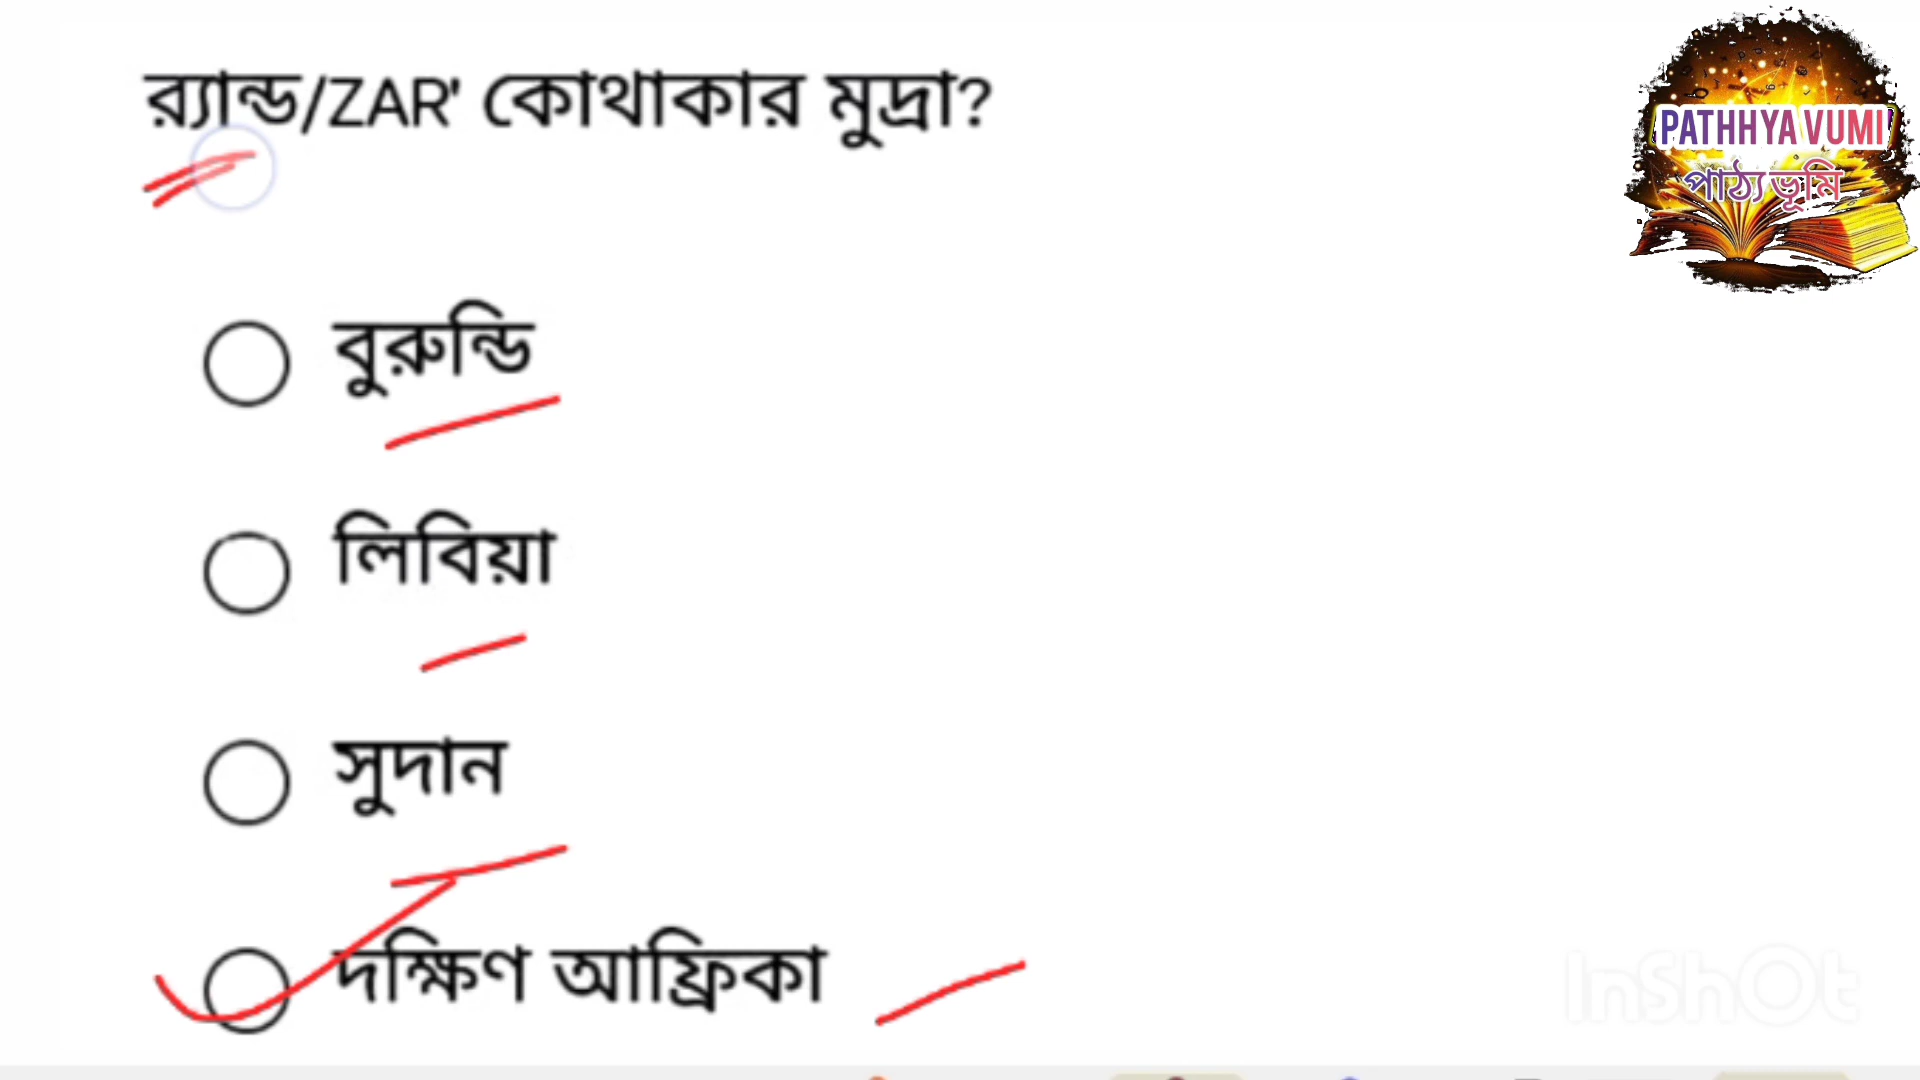 র‍্যান্ড/ZAR' কোথাকার মুদ্রা?
PATHHYA VUMI
পাঠ্য ভূমি
বুরুন্ডি
লিবিয়া
সুদান
দক্ষিণ আফ্রিকা
InShOt